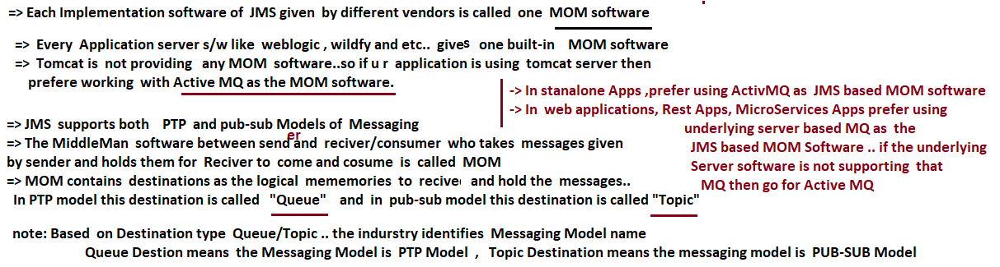 => Each Implementation software of JMS given by different vendors is called one MOM software
=> Every Application server s/w like weblogic , wildfy and etc.. gives one built-in MOM software
=> Tomcat is not providing any MOM software..so if u r application is using tomcat server then
prefere working with Active MQ as the MOM software.
-> In stanalone Apps ,prefer using ActivMQ as JMS based MOM software
-> In web applications, Rest Apps, MicroServices Apps prefer using
underlying server based MQ as the
JMS based MOM Software .. if the underlying
Server software is not supporting that
MQ then go for Active MQ
=> JMS supports both PTP and pub-sub Models of Messaging
=> The MiddleMan software between sender and reciver/consumer who takes messages given
by sender and holds them for Reciver to come and cosume is called MOM
=> MOM contains destinations as the logical mememories to recive and hold the messages..
In PTP model this destination is called "Queue" and in pub-sub model this destination is called "Topic"
note: Based on Destination type Queue/Topic .. the indurstry identifies Messaging Model name
Queue Destion means the Messaging Model is PTP Model , Topic Destination means the messaging model is PUB-SUB Model